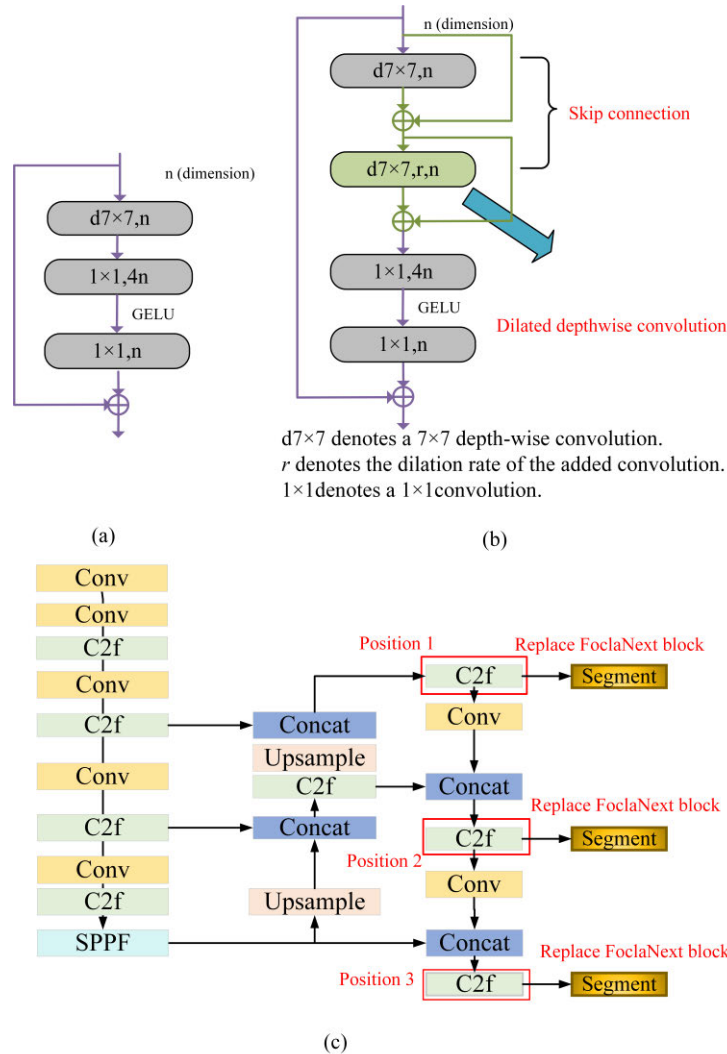 n (dimension)
d7×7,n
1×1,4n
GELU
1×1,n
(a)
n (dimension)
d7×7,n
Skip connection
d7×7,r,n
1×1,4n
GELU
Dilated depthwise convolution
1×1,n
d7×7 denotes a 7×7 depth-wise convolution.
r denotes the dilation rate of the added convolution.
1×1denotes a 1×1convolution.
(b)
Conv
Conv
C2f
Conv
C2f
Conv
C2f
Conv
C2f
SPPF
Concat
Upsample
C2f
Concat
Upsample
Position 1
C2f
Replace FoclaNext block
Segment
Conv
Concat
Replace FoclaNext block
C2f
Segment
Position 2
Conv
Concat
Replace FoclaNext block
Position 3
C2f
Segment
(c)